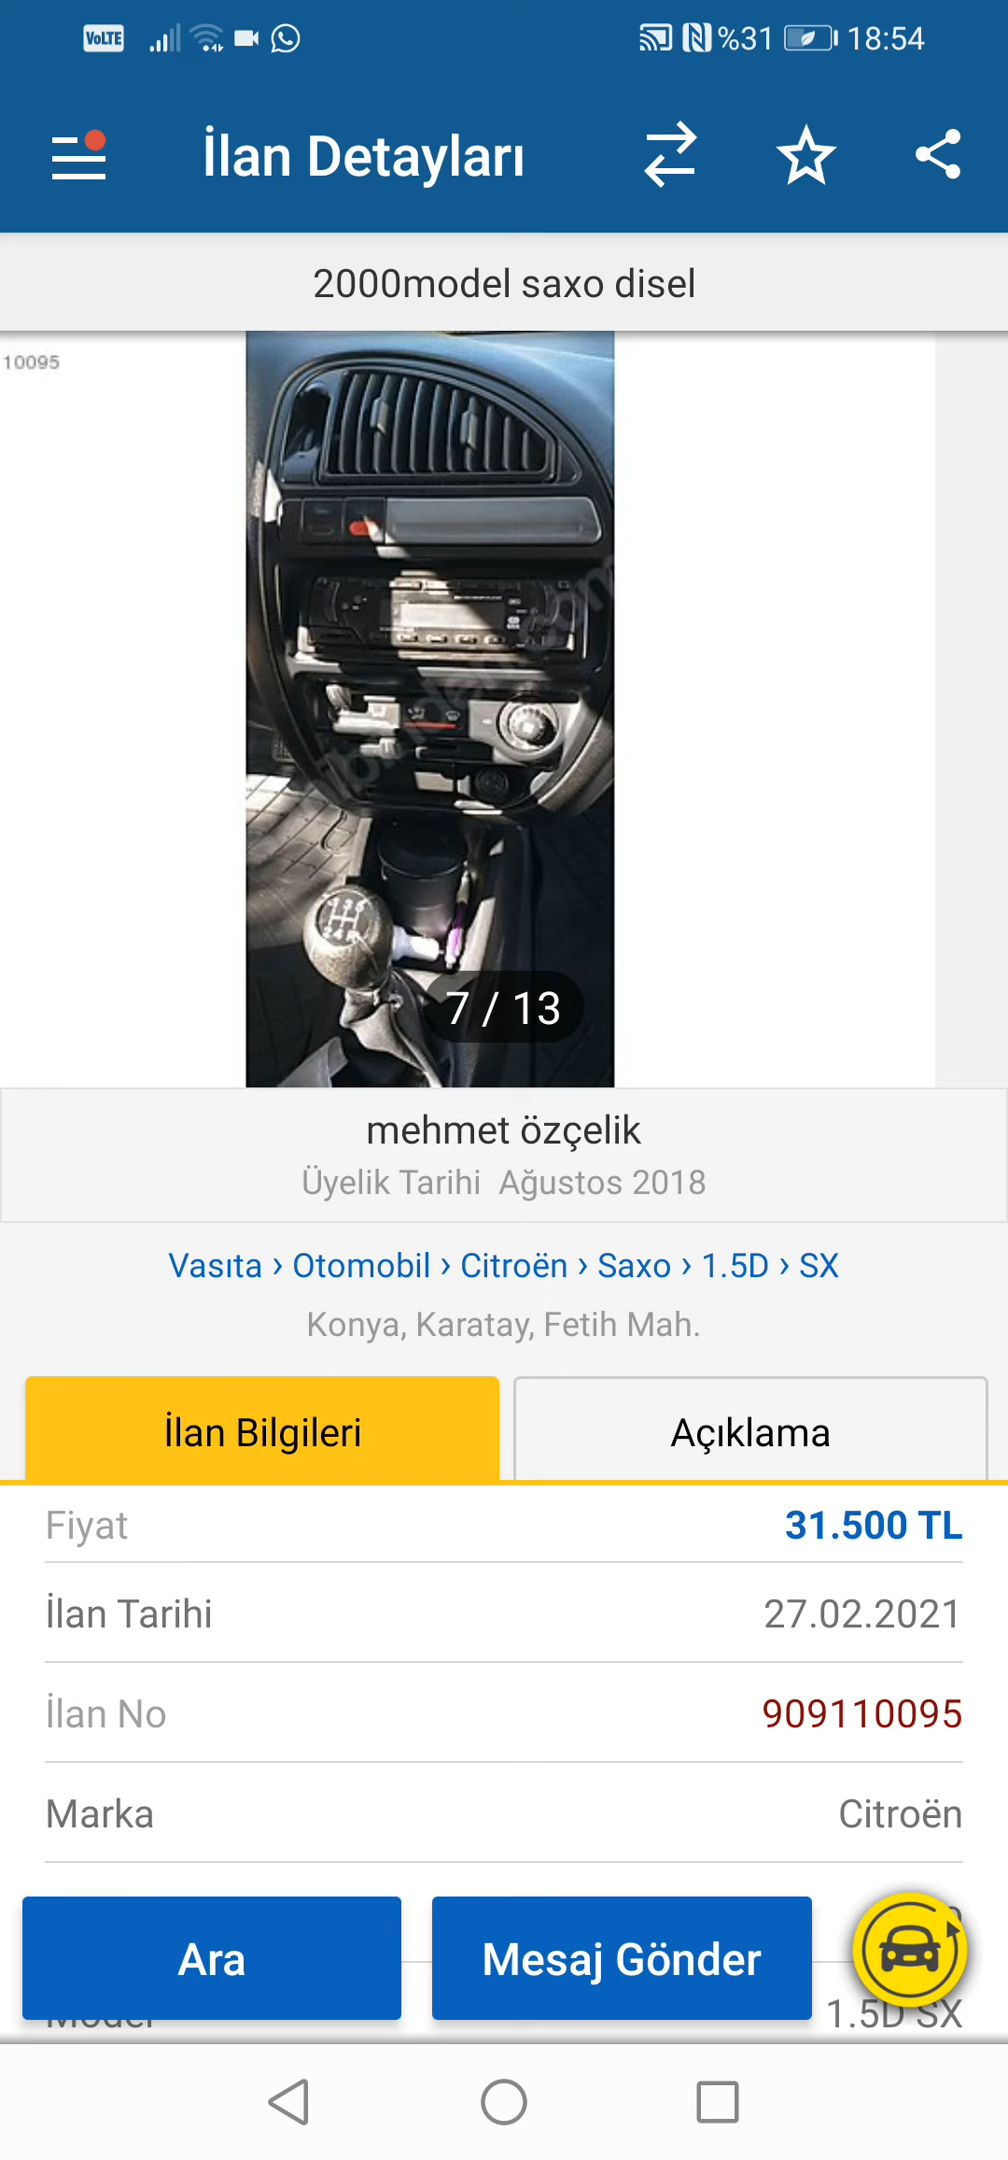 VoLTE %31 18:54
İlan Detayları
2000model saxo disel
10095
7 / 13
mehmet özçelik
Üyelik Tarihi Ağustos 2018
Vasıta › Otomobil › Citroën › Saxo › 1.5D › SX
Konya, Karatay, Fetih Mah.
İlan Bilgileri Açıklama
Fiyat 31.500 TL
İlan Tarihi 27.02.2021
İlan No 909110095
Marka Citroën
Ara Mesaj Gönder
Model 1.5D SX